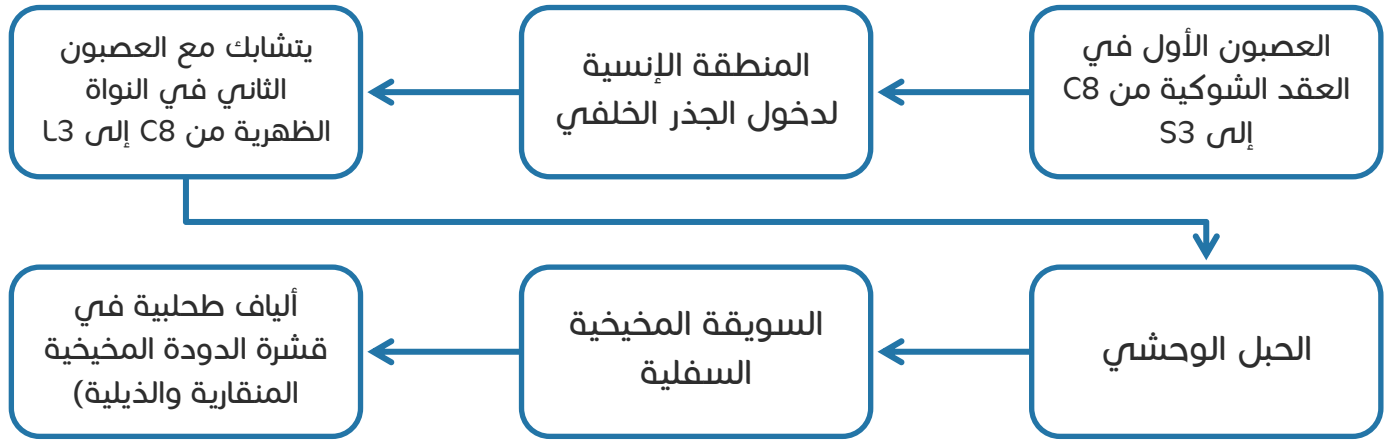 العصبون الأول في
العقد الشوكية من C8
إلى S3
المنطقة الإنسية
لدخول الجذر الخلفي
يتشابك مع العصبون
الثاني في النواة
الظهرية من C8 إلى L3
الحبل الوحشي
السويقة المخيخية
السفلية
ألياف طحلبية في
قشرة الدودة المخيخية
المنقارية والذيلية)